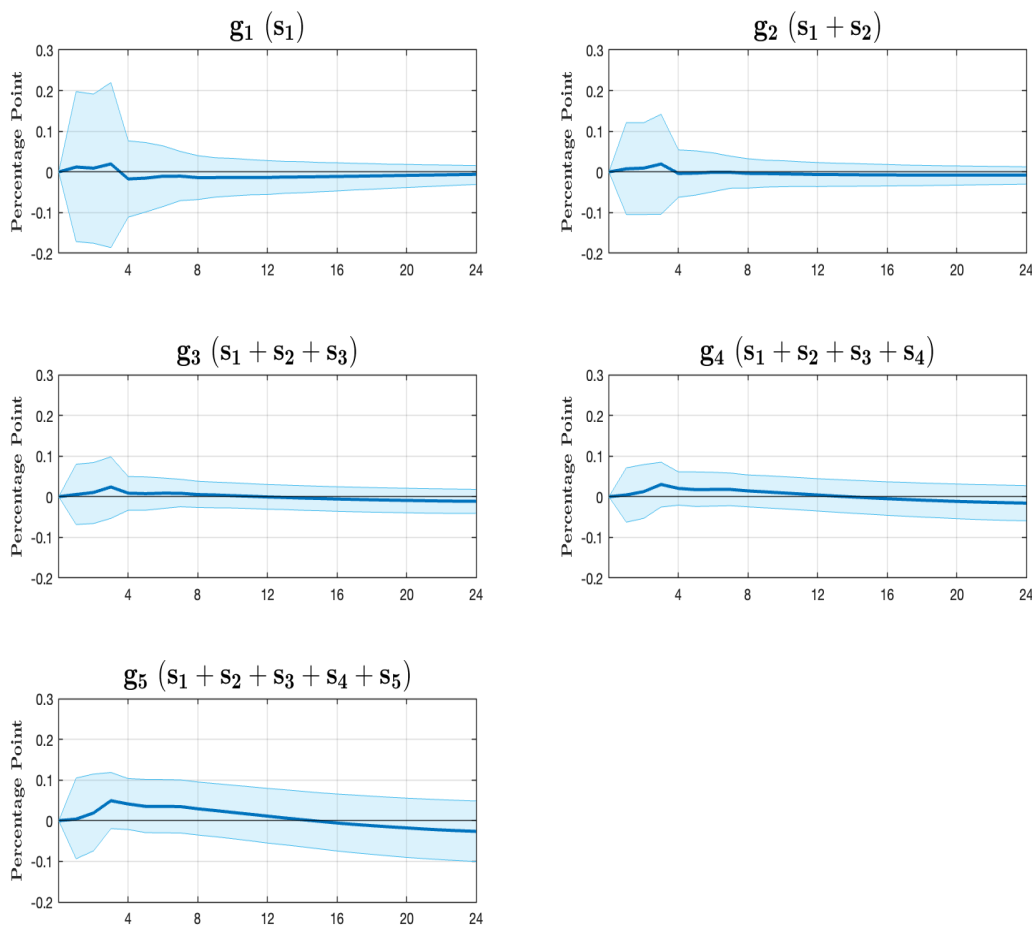 g₁ (s₁)
Percentage Point
0.3
0.2
0.1
0
-0.1
-0.2
4 8 12 16 20 24
g₂ (s₁ + s₂)
Percentage Point
0.3
0.2
0.1
0
-0.1
-0.2
4 8 12 16 20 24
g₃ (s₁ + s₂ + s₃)
Percentage Point
0.3
0.2
0.1
0
-0.1
-0.2
4 8 12 16 20 24
g₄ (s₁ + s₂ + s₃ + s₄)
Percentage Point
0.3
0.2
0.1
0
-0.1
-0.2
4 8 12 16 20 24
g₅ (s₁ + s₂ + s₃ + s₄ + s₅)
Percentage Point
0.3
0.2
0.1
0
-0.1
-0.2
4 8 12 16 20 24